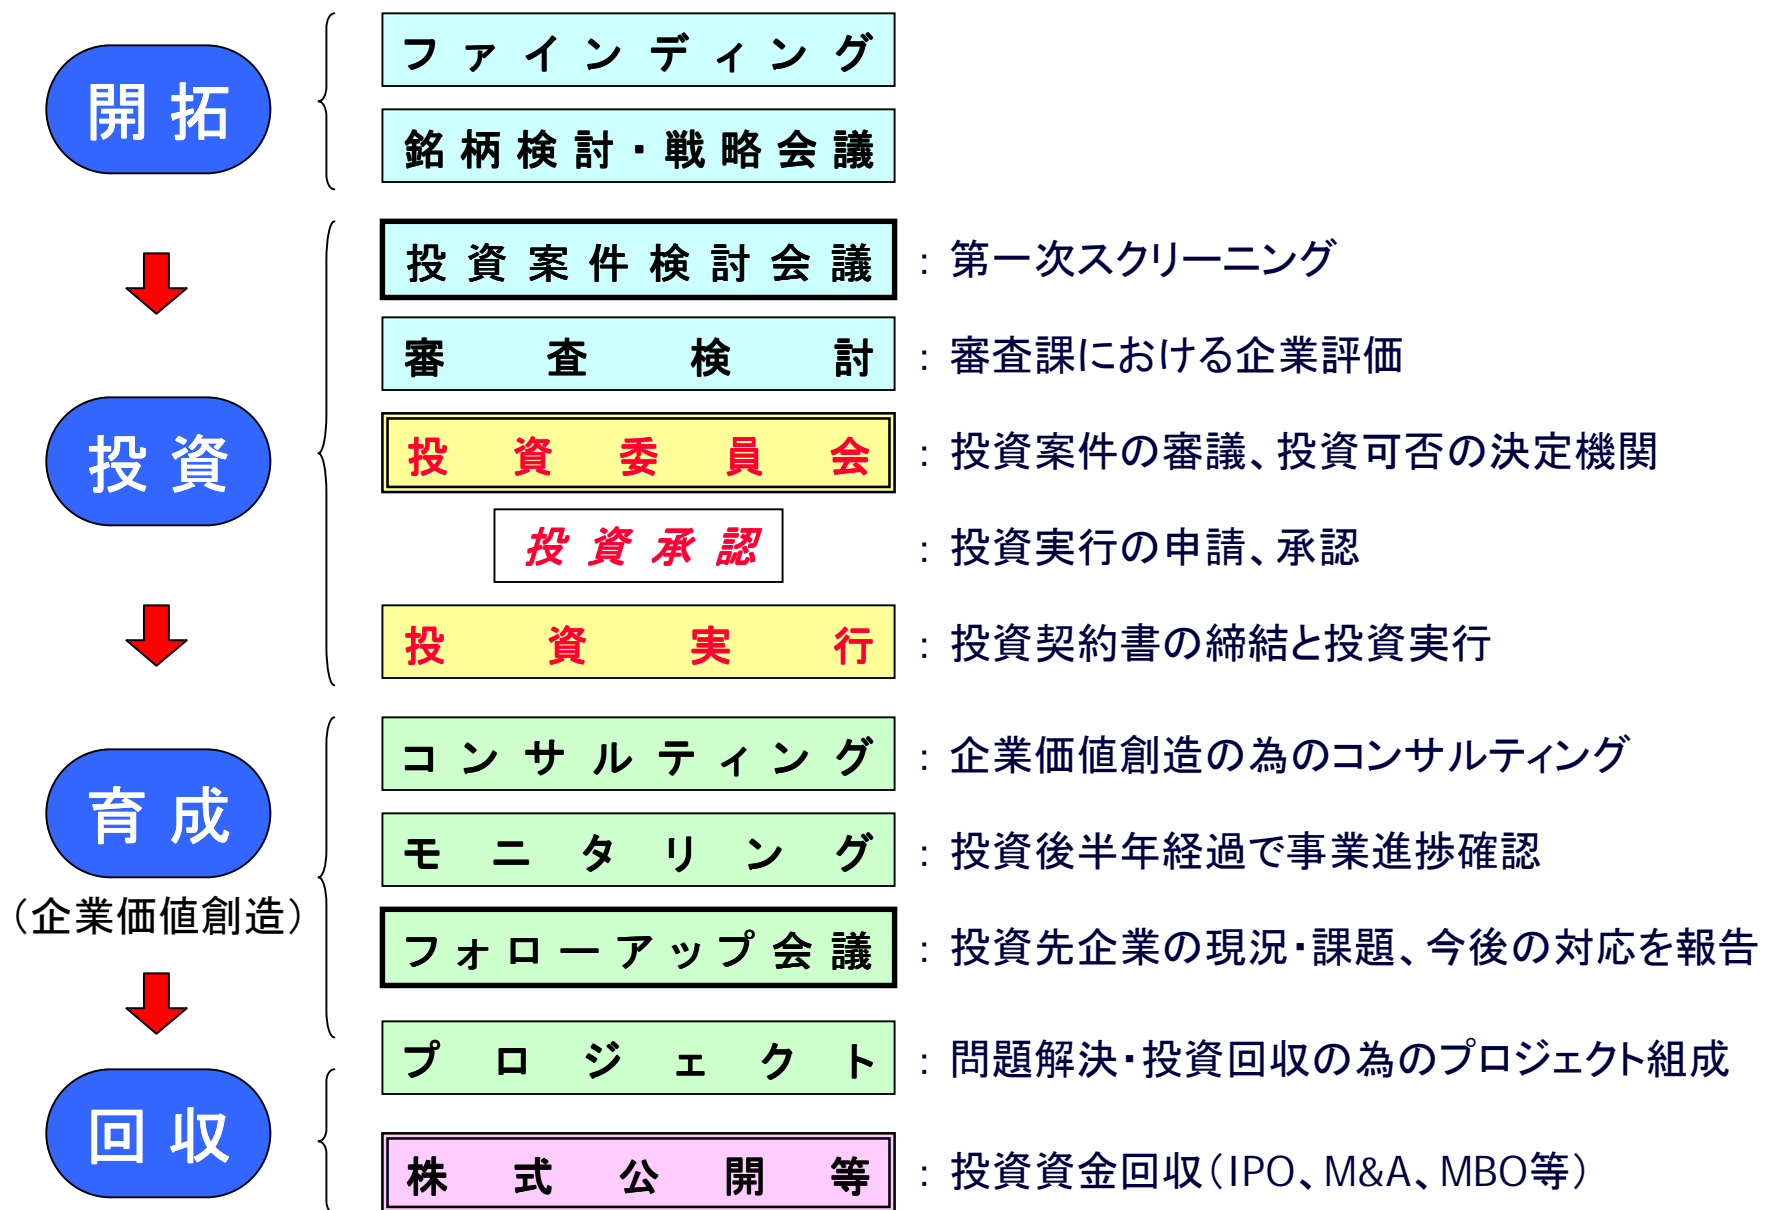 開拓
ファインディング
銘柄検討・戦略会議
投資
投資案件検討会議 : 第一次スクリーニング
審査検討 : 審査課における企業評価
投資委員会 : 投資案件の審議、投資可否の決定機関
投資承認 : 投資実行の申請、承認
投資実行 : 投資契約書の締結と投資実行
育成
（企業価値創造）
コンサルティング : 企業価値創造の為のコンサルティング
モニタリング : 投資後半年経過で事業進捗確認
フォローアップ会議 : 投資先企業の現況・課題、今後の対応を報告
プロジェクト : 問題解決・投資回収の為のプロジェクト組成
回収
株式公開等 : 投資資金回収（IPO、M&A、MBO等）